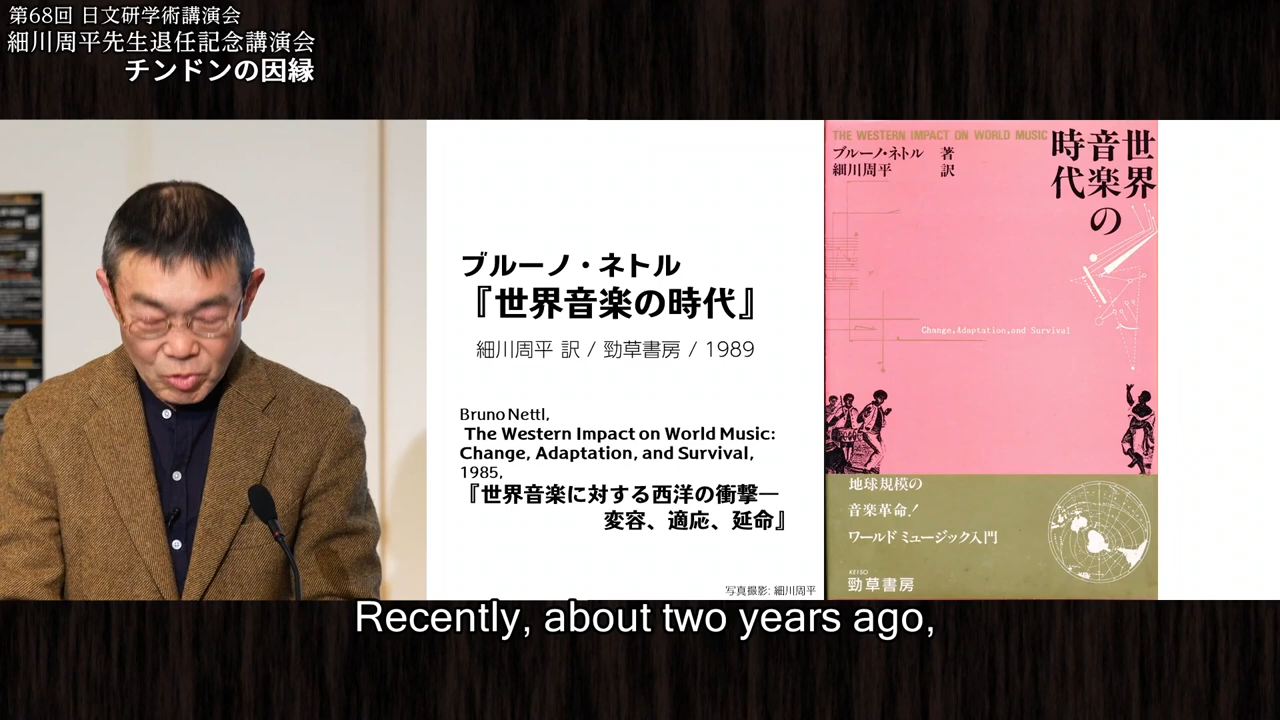 第68回 日文研学術講演会
細川周平先生退任記念講演会
チンドンの因縁
ブルーノ・ネトル
『世界音楽の時代』
細川周平 訳 / 勁草書房 / 1989
Bruno Nettl,
The Western Impact on World Music:
Change, Adaptation, and Survival,
1985,
『世界音楽に対する西洋の衝撃―
変容、適応、延命』
写真撮影: 細川周平
THE WESTERN IMPACT ON WORLD MUSIC
世界
音楽の
時代
ブルーノ・ネトル 著
細川周平 訳
Change,Adaptation,and Survival
地球規模の
音楽革命!
ワールド ミュージック入門
KEISO
勁草書房
Recently, about two years ago,